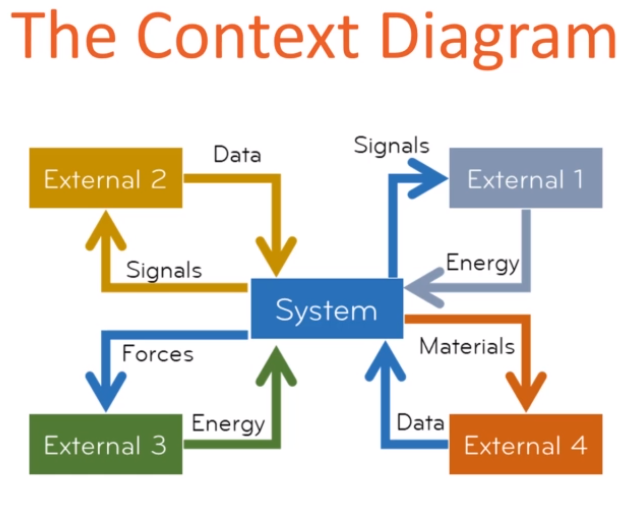 The Context Diagram
Signals
Data
External 2
External 1
Signals
Energy
System
Forces
Materials
Energy
Data
External 3
External 4